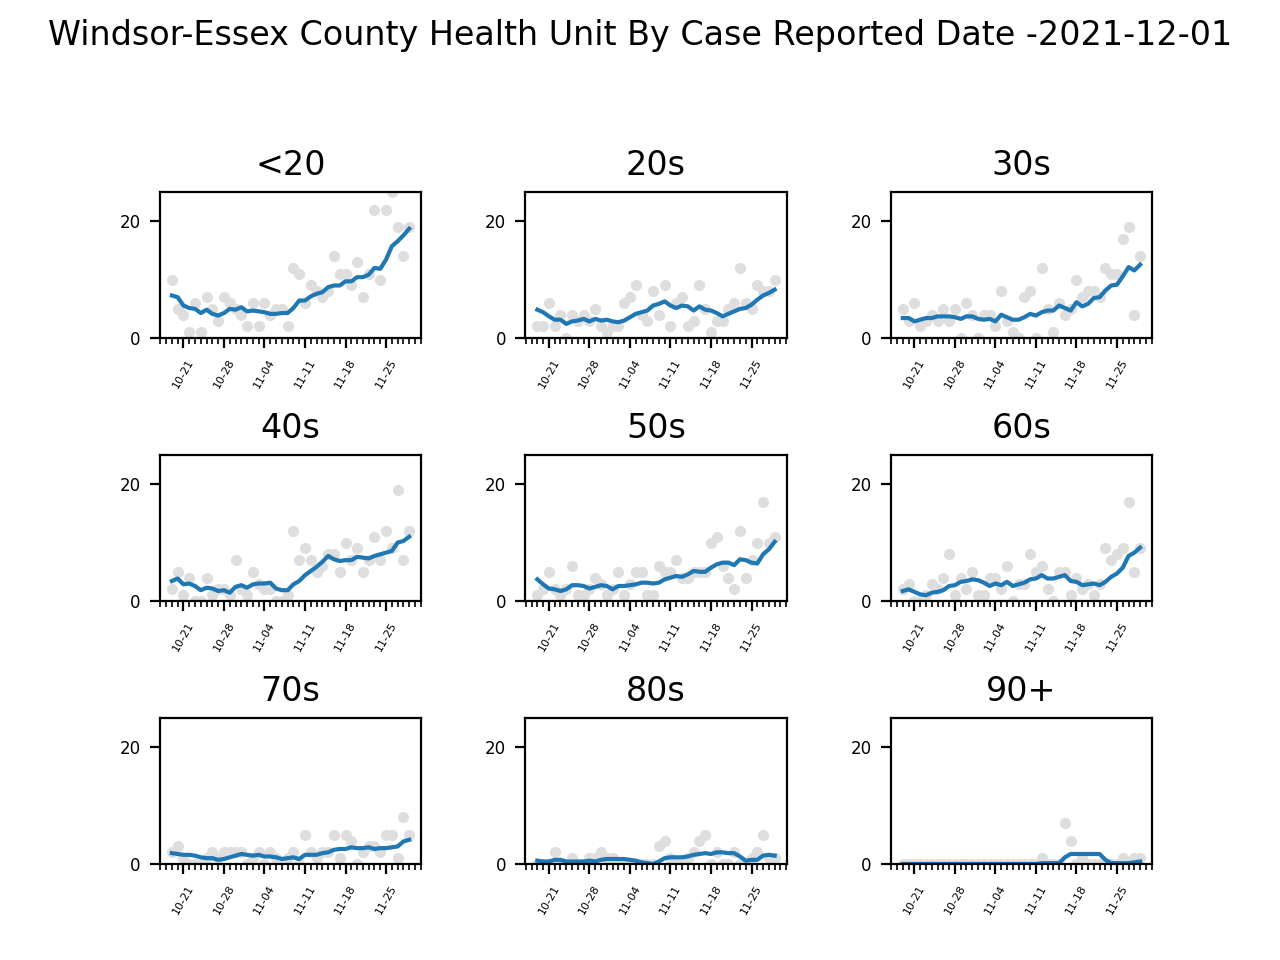 Windsor-Essex County Health Unit By Case Reported Date -2021-12-01
<20 20s 30s
20 20 20
0 0 0
10-21 10-28 11-04 11-11 11-18 11-25 10-21 10-28 11-04 11-11 11-18 11-25 10-21 10-28 11-04 11-11 11-18 11-25
40s 50s 60s
20 20 20
0 0 0
10-21 10-28 11-04 11-11 11-18 11-25 10-21 10-28 11-04 11-11 11-18 11-25 10-21 10-28 11-04 11-11 11-18 11-25
70s 80s 90+
20 20 20
0 0 0
10-21 10-28 11-04 11-11 11-18 11-25 10-21 10-28 11-04 11-11 11-18 11-25 10-21 10-28 11-04 11-11 11-18 11-25